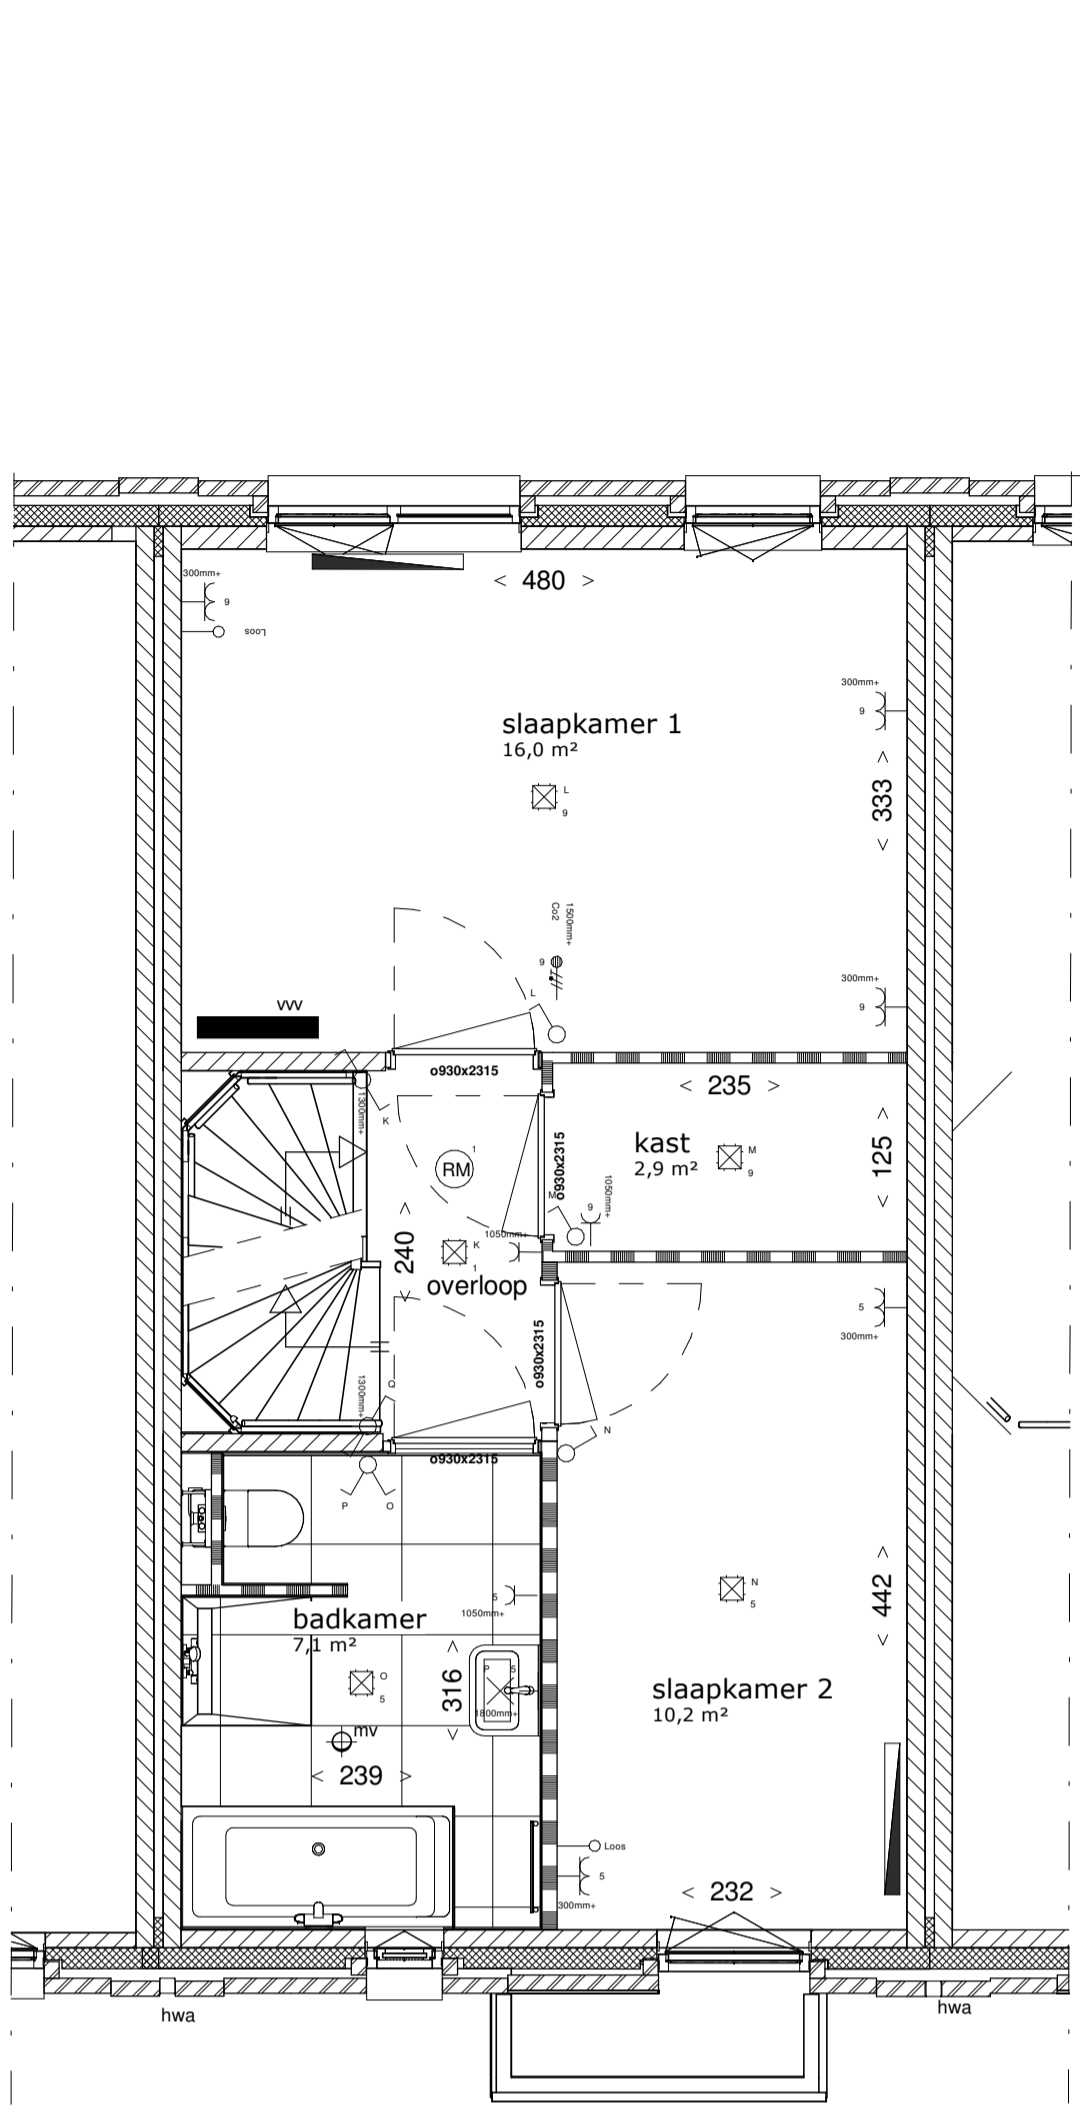 < 480 >
300mm+
9
Loos
300mm+
9
slaapkamer 1
16,0 m²
333
< >
L
9
1500mm+
Co2
9
L
300mm+
9
VVV
o930x2315
< 235 >
K
1300mm+
RM
1
kast
2,9 m²
M
9
125
< >
o930x2315
M
9
1050mm+
240
< >
K
1
1050mm+
overloop
5
300mm+
o930x2315
Q
1300mm+
N
o930x2315
P
O
5
1050mm+
N
5
442
< >
badkamer
7,1 m²
O
5
316
< >
P
5
1800mm+
slaapkamer 2
10,2 m²
mv
< 239 >
Loos
5
300mm+
< 232 >
hwa
hwa